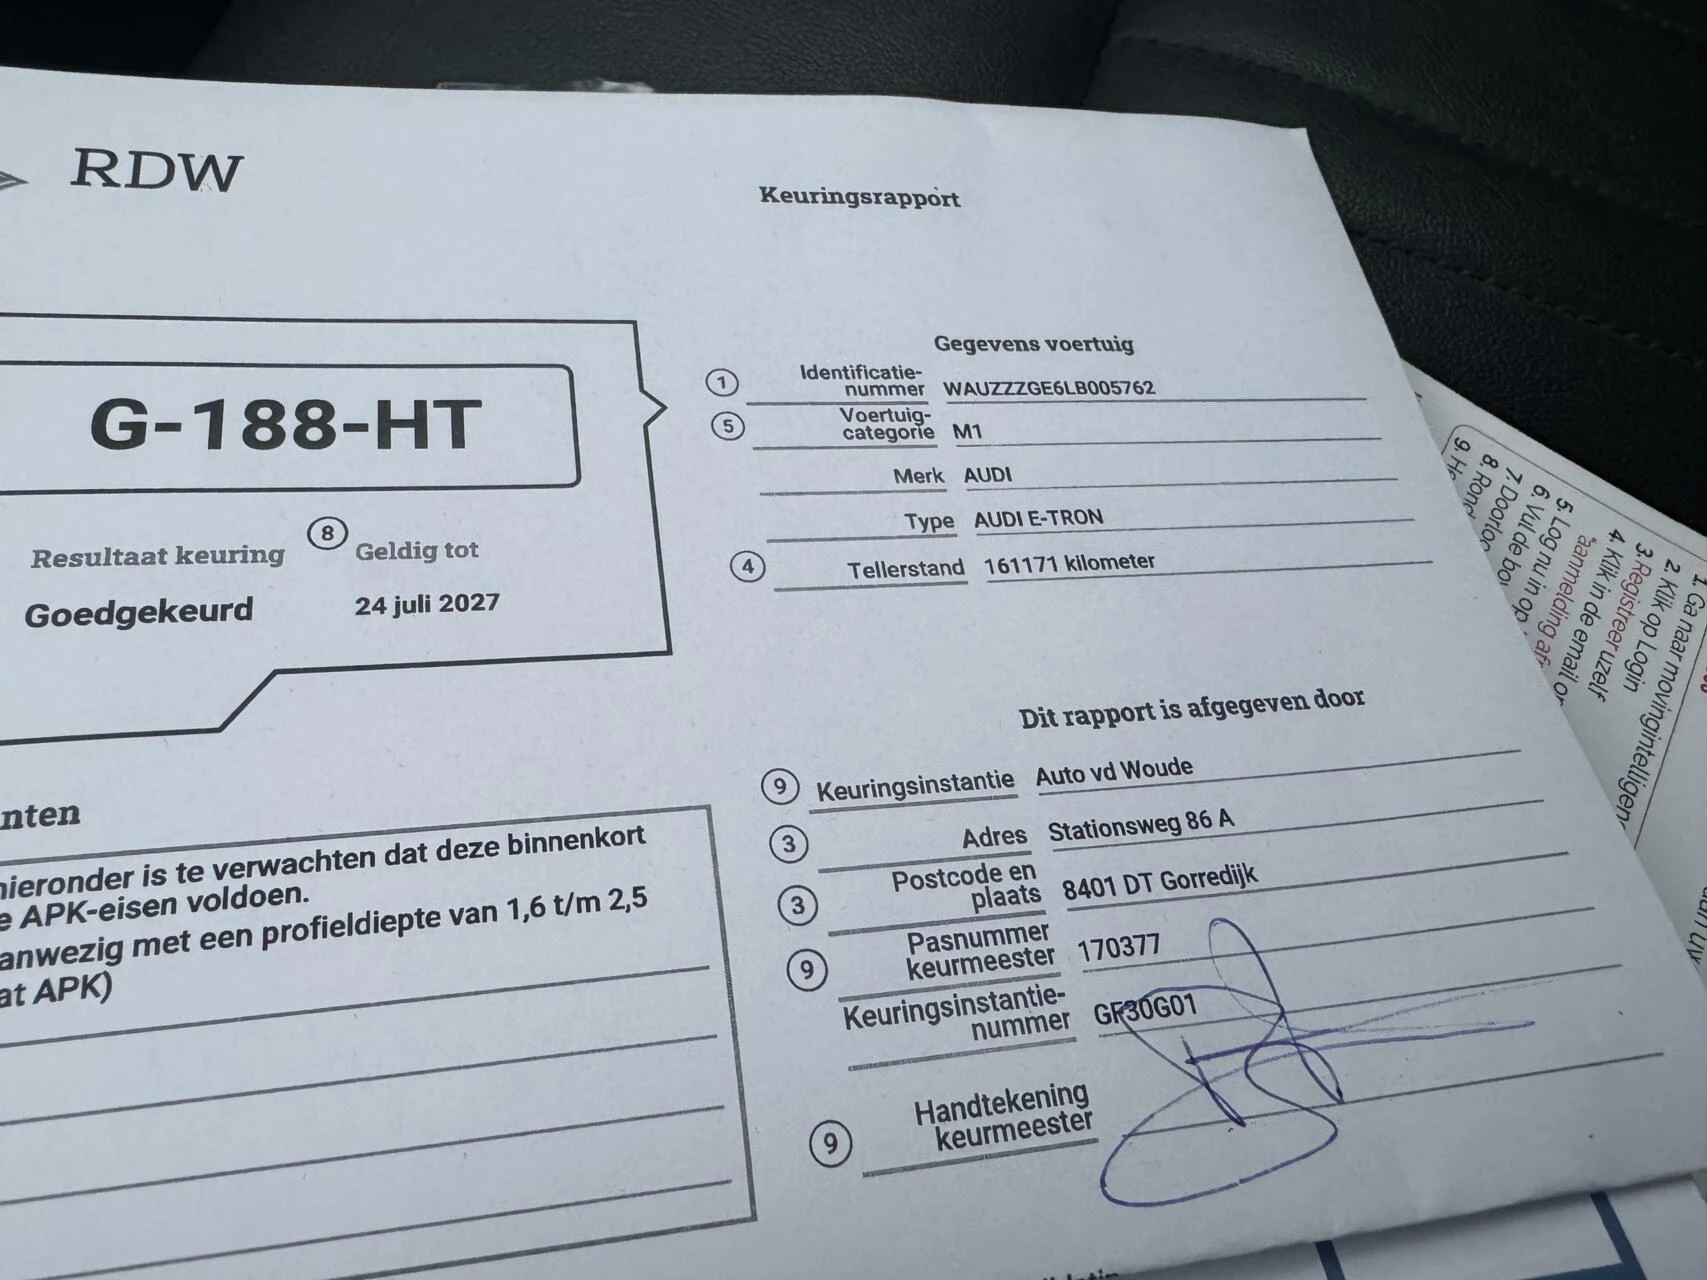 RDW
Keuringsrapport
G-188-HT
Resultaat keuring
Goedgekeurd
8 Geldig tot
24 juli 2027
Gegevens voertuig
1 Identificatie-
nummer WAUZZZGE6LB005762
5 Voertuig-
categorie M1
Merk AUDI
Type AUDI E-TRON
4 Tellerstand 161171 kilometer
nten
hieronder is te verwachten dat deze binnenkort
e APK-eisen voldoen.
anwezig met een profieldiepte van 1,6 t/m 2,5
at APK)
Dit rapport is afgegeven door
9 Keuringsinstantie Auto vd Woude
3 Adres Stationsweg 86 A
3 Postcode en
plaats 8401 DT Gorredijk
9 Pasnummer
keurmeester 170377
Keuringsinstantie-
nummer GF30G01
9 Handtekening
keurmeester
1. Ga naar movingintelligen
2. Klik op Login
3. Registreer uzelf
4. Klik in de email o
*aanmelding af
5. Log nu in op
6. Vul de bo
7. Doorloo
8. Rond
9. H